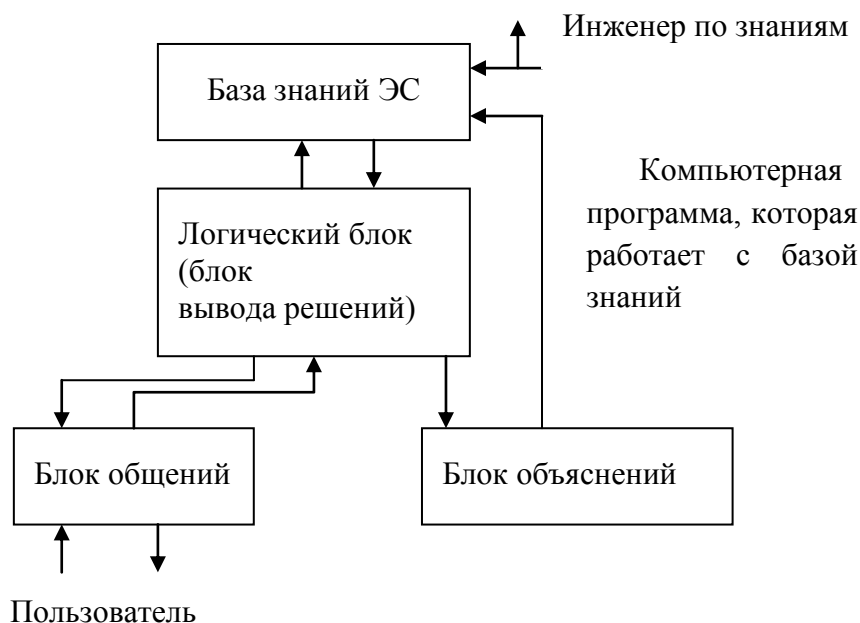 Инженер по знаниям
База знаний ЭС
Компьютерная
программа, которая
работает с базой
знаний
Логический блок
(блок
вывода решений)
Блок общений
Блок объяснений
Пользователь